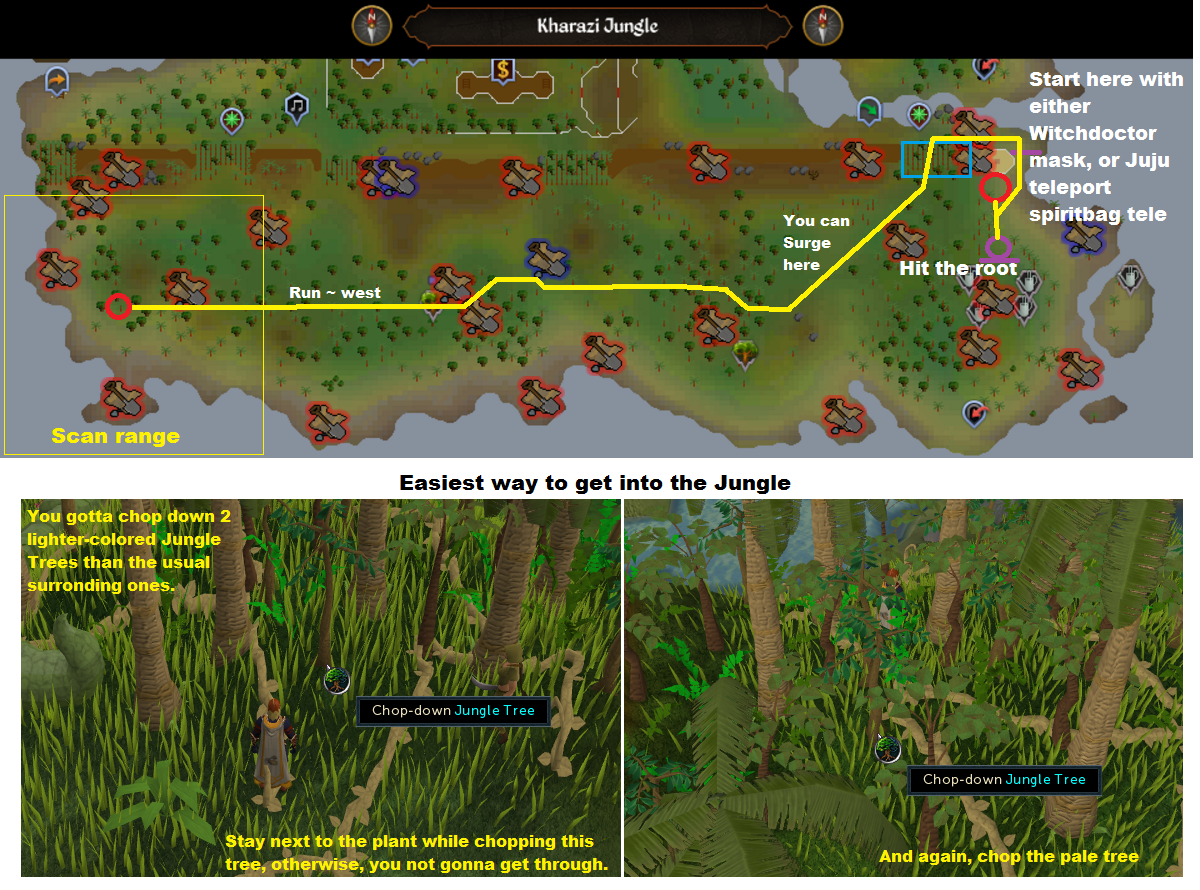 Kharazi Jungle
Start here with
either
Witchdoctor
mask, or Juju
teleport
spiritbag tele
You can
Surge
here
Hit the root
Run ~ west
Scan range
Easiest way to get into the Jungle
You gotta chop down 2
lighter-colored Jungle
Trees than the usual
surronding ones.
Chop-down Jungle Tree
Stay next to the plant while chopping this
tree, otherwise, you not gonna get through.
Chop-down Jungle Tree
And again, chop the pale tree